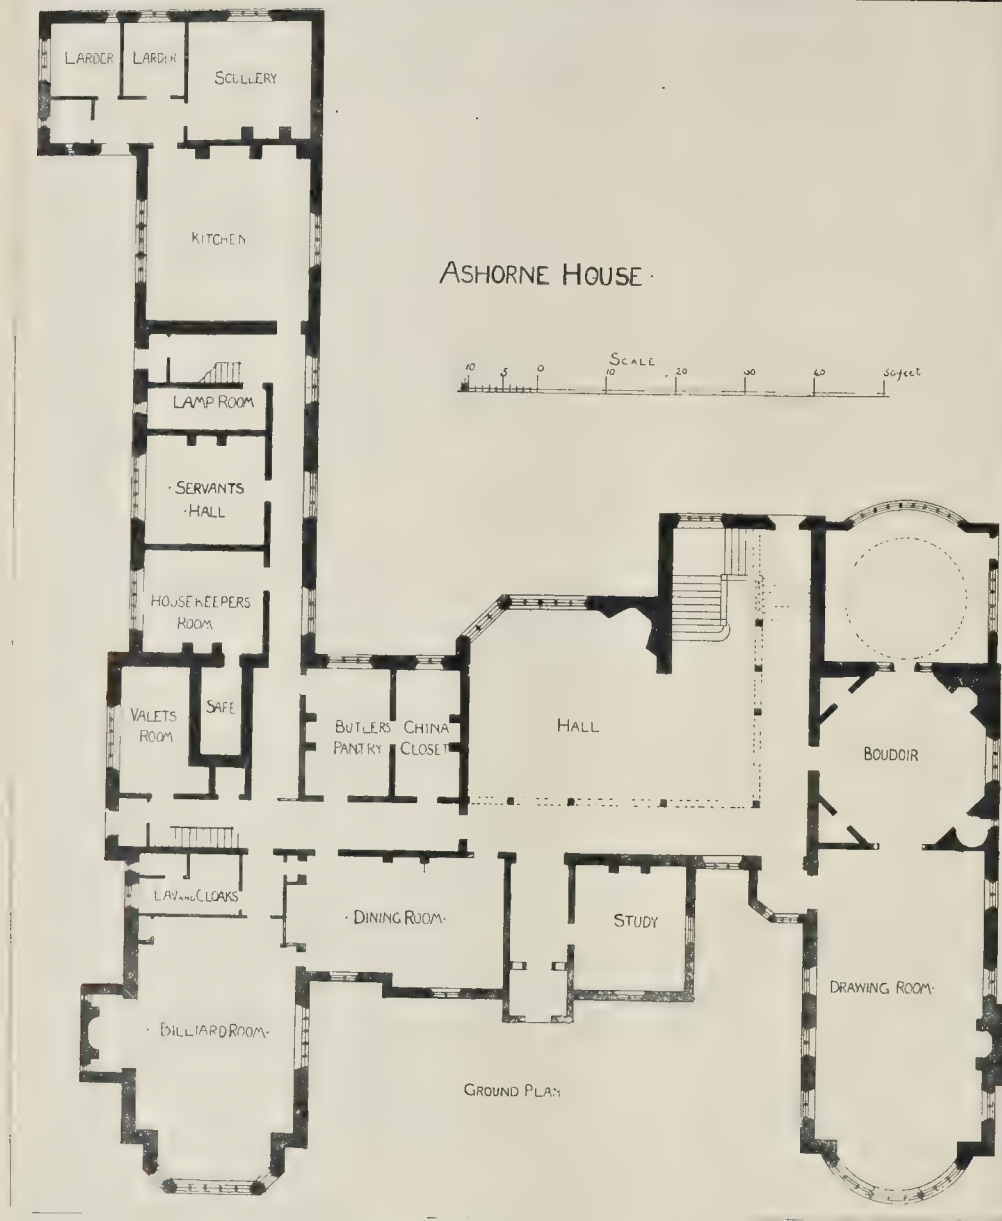 LARDER
LARDER
SCULLERY
KITCHEN
ASHORNE HOUSE ·
SCALE
10 5 0 10 20 30 40 50 feet
LAMP ROOM
· SERVANTS
· HALL
HOUSEKEEPERS
ROOM
VALETS
ROOM
SAFE
BUTLERS
PANTRY
CHINA
CLOSET
HALL
BOUDOIR
LAV AND CLOAKS
· DINING ROOM ·
STUDY
DRAWING ROOM ·
· BILLIARD ROOM ·
GROUND PLAN